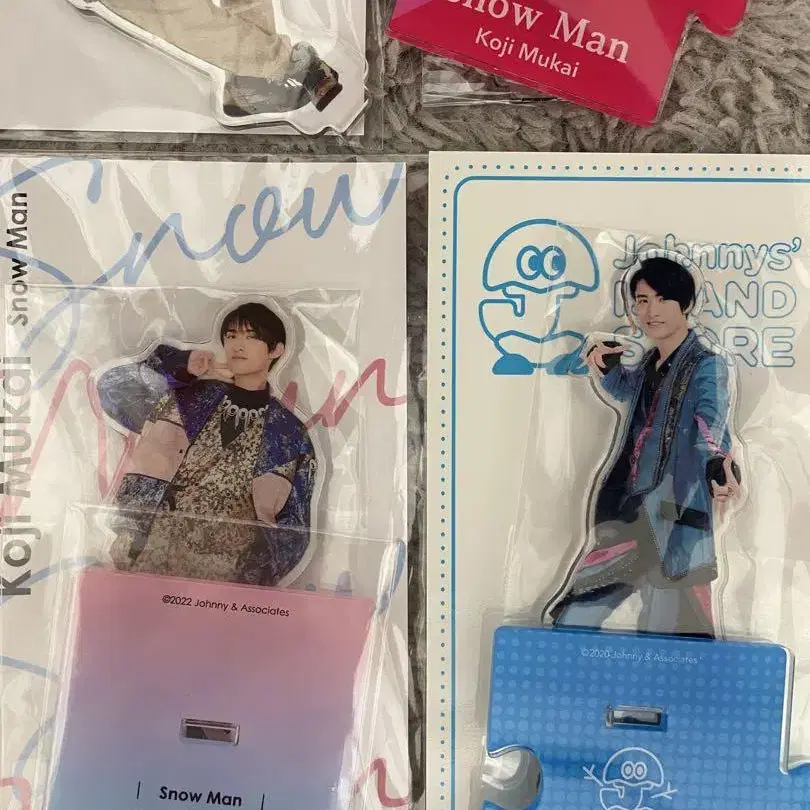 Snow Man
Koji Mukai
Koji Mukai Snow Man
Snow
©2022 Johnny & Associates
| Snow Man |
Johnnys'
ISLAND
STORE
©2020 Johnny & Associates